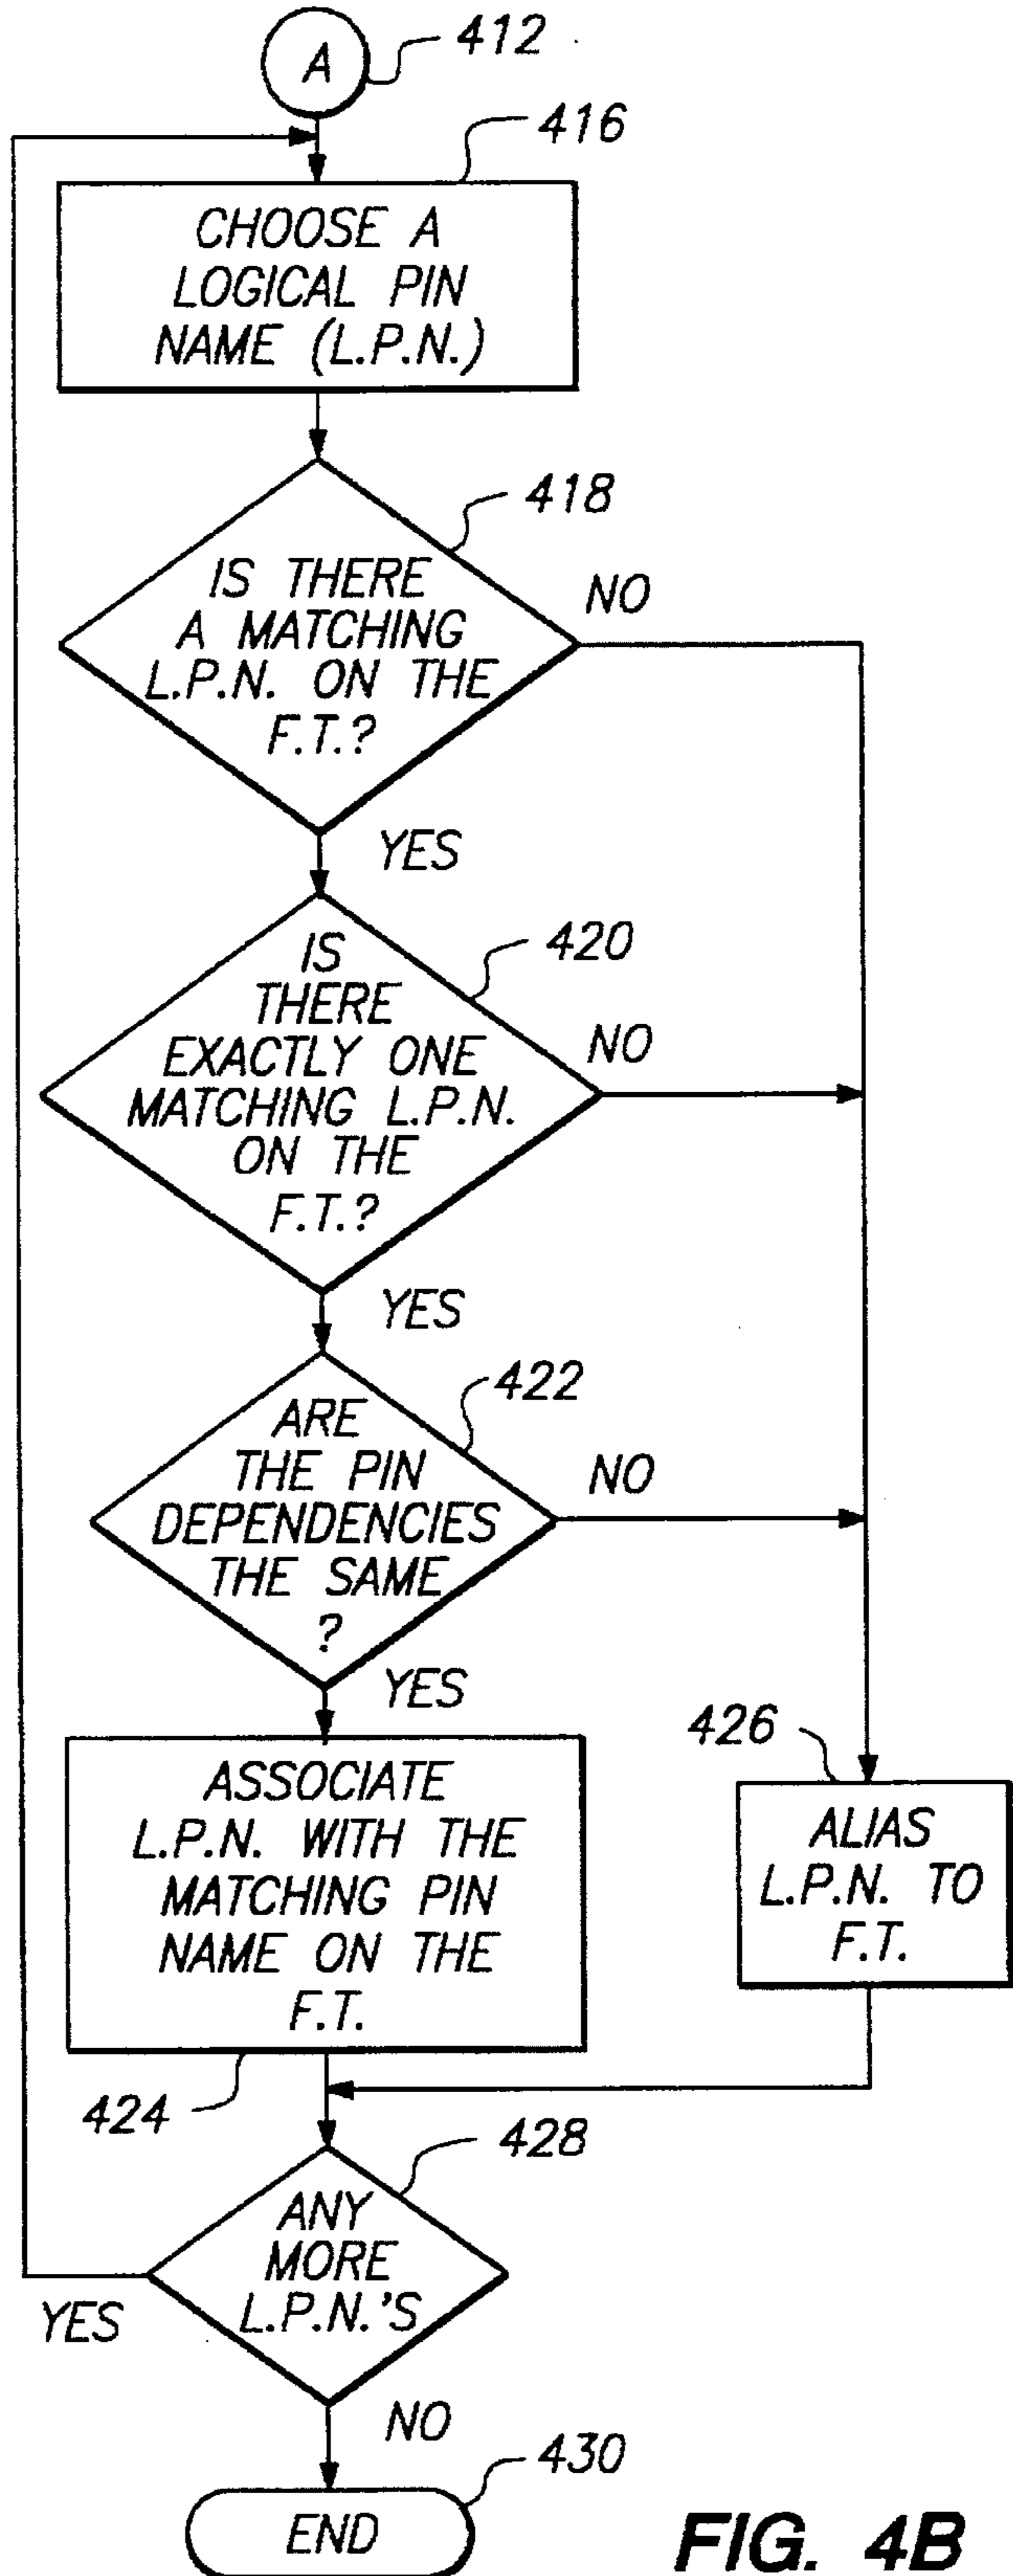 A
412
416
CHOOSE A
LOGICAL PIN
NAME (L.P.N.)
418
IS THERE
A MATCHING
L.P.N. ON THE
F.T.?
NO
YES
420
IS
THERE
EXACTLY ONE
MATCHING L.P.N.
ON THE
F.T.?
NO
YES
422
ARE
THE PIN
DEPENDENCIES
THE SAME
?
NO
YES
ASSOCIATE
L.P.N. WITH THE
MATCHING PIN
NAME ON THE
F.T.
424
426
ALIAS
L.P.N. TO
F.T.
428
ANY
MORE
L.P.N.'S
YES
NO
430
END
FIG. 4B